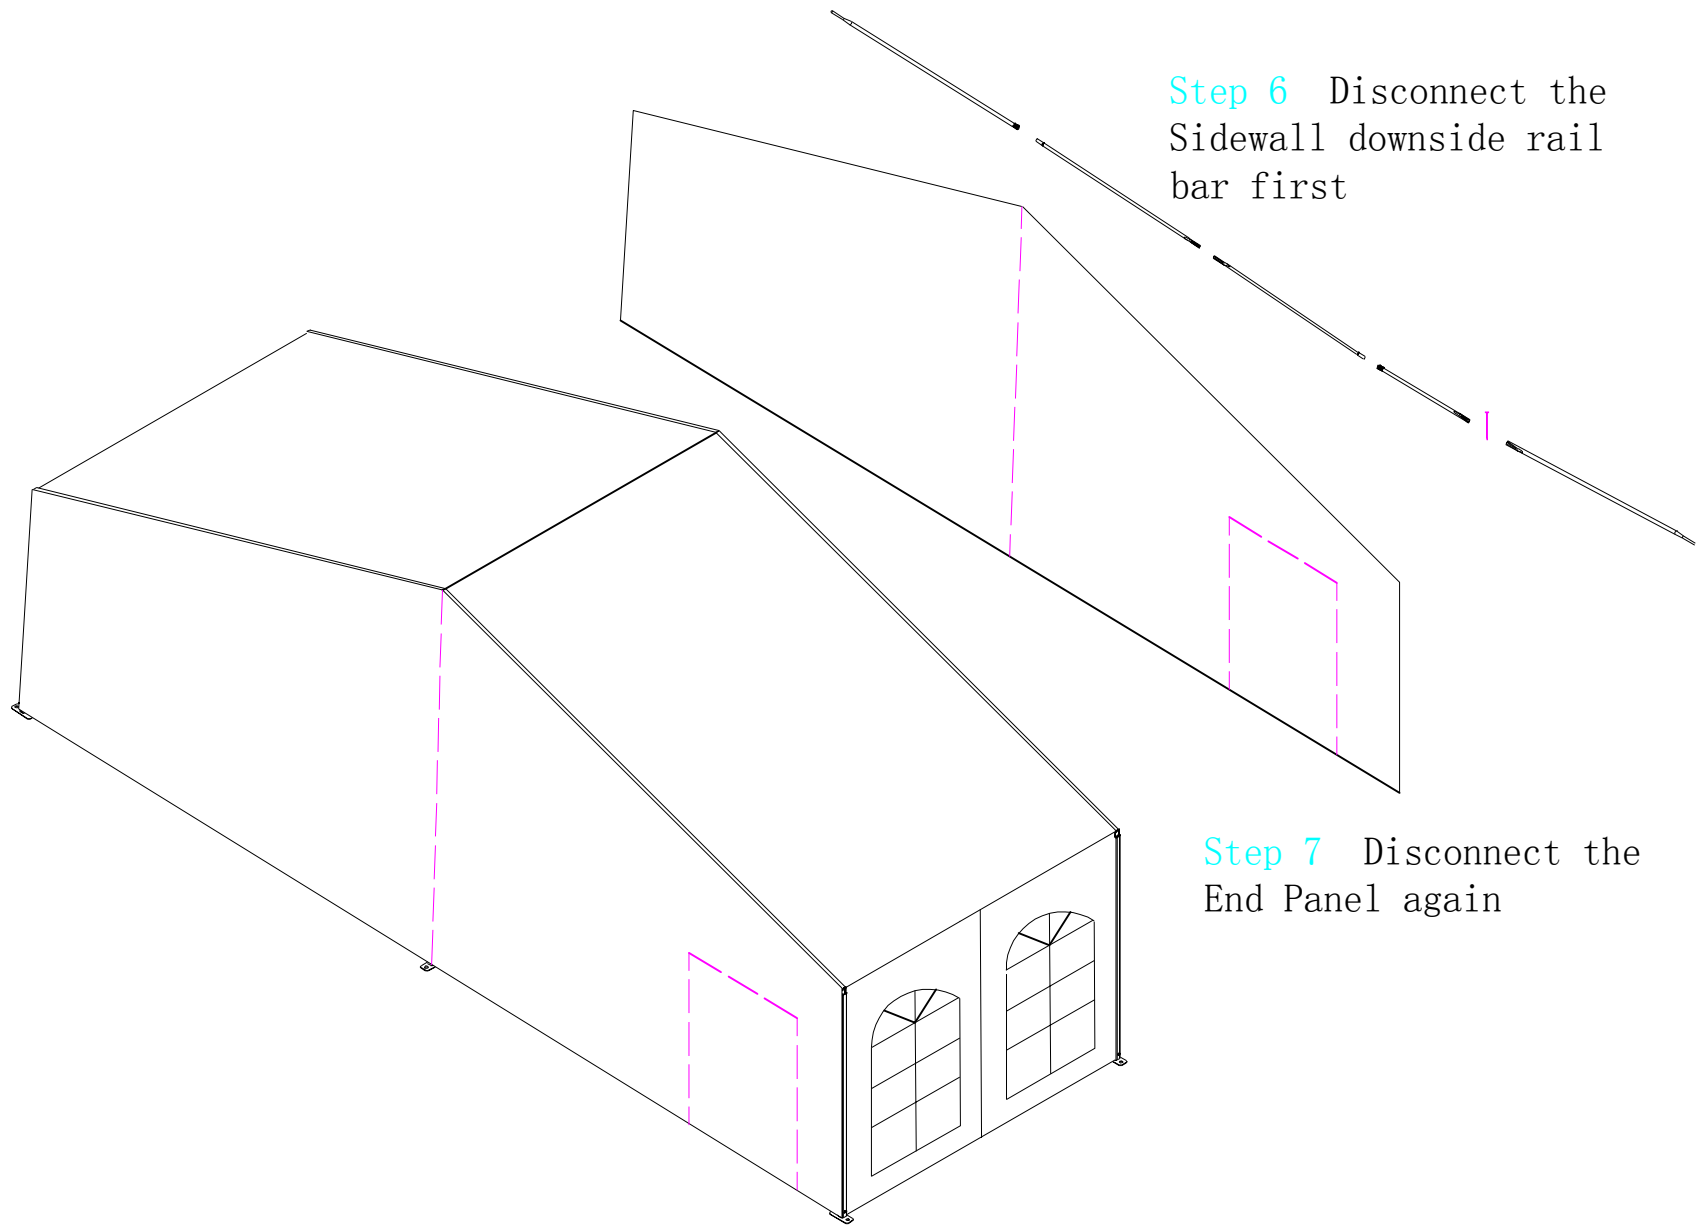 Step 6 Disconnect the
Sidewall downside rail
bar first
Step 7 Disconnect the
End Panel again